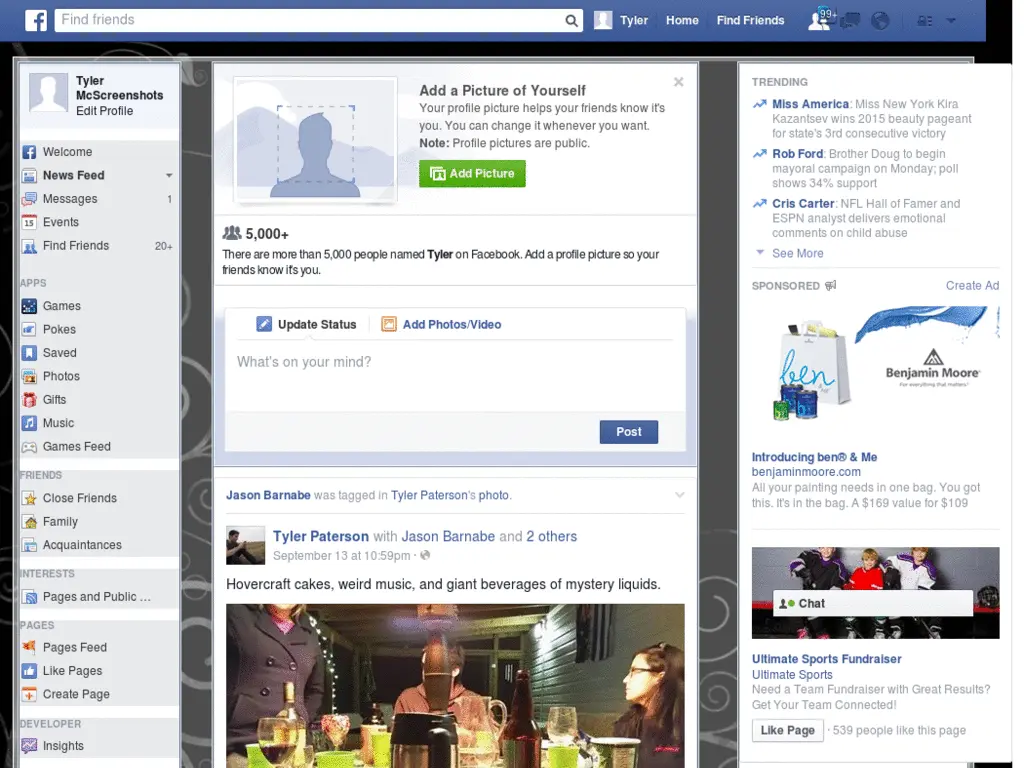 Find friends
Tyler
Home
Find Friends
99+
Tyler
McScreenshots
Edit Profile
Welcome
News Feed
Messages 1
15 Events
Find Friends 20+
APPS
Games
Pokes
Saved
Photos
Gifts
Music
Games Feed
FRIENDS
Close Friends
Family
Acquaintances
INTERESTS
Pages and Public ...
PAGES
Pages Feed
Like Pages
Create Page
DEVELOPER
Insights
Add a Picture of Yourself
Your profile picture helps your friends know it's
you. You can change it whenever you want.
Note: Profile pictures are public.
Add Picture
5,000+
There are more than 5,000 people named Tyler on Facebook. Add a profile picture so your
friends know it's you.
Update Status
Add Photos/Video
What's on your mind?
Post
Jason Barnabe was tagged in Tyler Paterson's photo.
Tyler Paterson with Jason Barnabe and 2 others
September 13 at 10:59pm ·
Hovercraft cakes, weird music, and giant beverages of mystery liquids.
TRENDING
Miss America: Miss New York Kira
Kazantsev wins 2015 beauty pageant
for state's 3rd consecutive victory
Rob Ford: Brother Doug to begin
mayoral campaign on Monday; poll
shows 34% support
Cris Carter: NFL Hall of Famer and
ESPN analyst delivers emotional
comments on child abuse
See More
SPONSORED
Create Ad
ben
Benjamin Moore®
For everything that matters®
Introducing ben® & Me
benjaminmoore.com
All your painting needs in one bag. You got
this. It's in the bag. A $169 value for $109
Chat
Ultimate Sports Fundraiser
Ultimate Sports
Need a Team Fundraiser with Great Results?
Get Your Team Connected!
Like Page · 539 people like this page